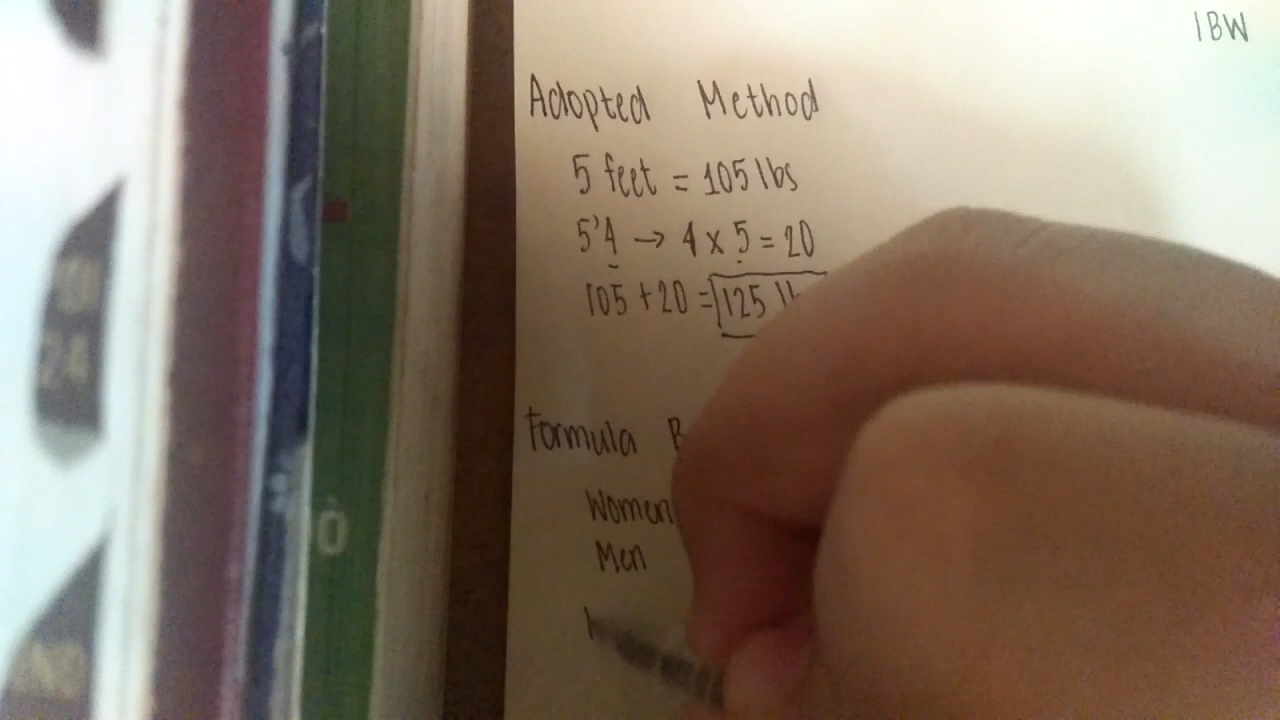 IBW
Adopted Method
5 feet = 105 lbs
5'4 → 4 x 5 = 20
105 + 20 = 125
Formula
Women
Men